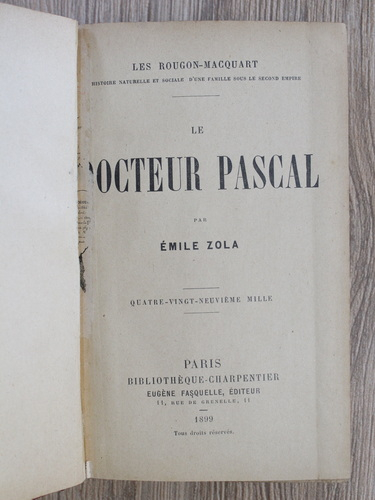 LES ROUGON-MACQUART
HISTOIRE NATURELLE ET SOCIALE D'UNE FAMILLE SOUS LE SECOND EMPIRE
LE
DOCTEUR PASCAL
PAR
ÉMILE ZOLA
QUATRE-VINGT-NEUVIÈME MILLE
PARIS
BIBLIOTHÈQUE-CHARPENTIER
EUGÈNE FASQUELLE, ÉDITEUR
11, RUE DE GRENELLE, 11
1899
Tous droits réservés.